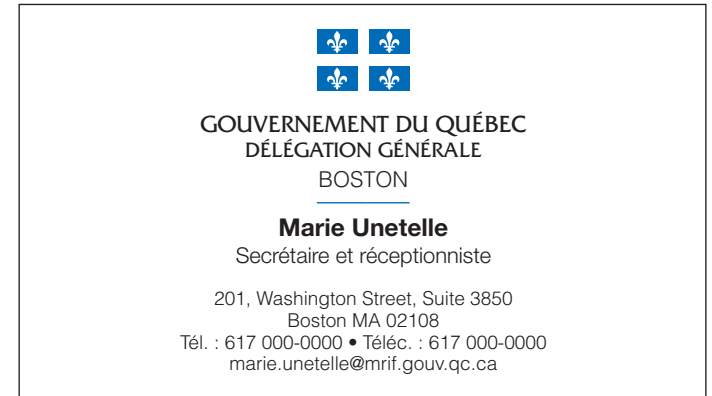 GOUVERNEMENT DU QUÉBEC
DÉLÉGATION GÉNÉRALE
BOSTON
Marie Unetelle
Secrétaire et réceptionniste
201, Washington Street, Suite 3850
Boston MA 02108
Tél. : 617 000-0000 • Téléc. : 617 000-0000
marie.unetelle@mrif.gouv.qc.ca